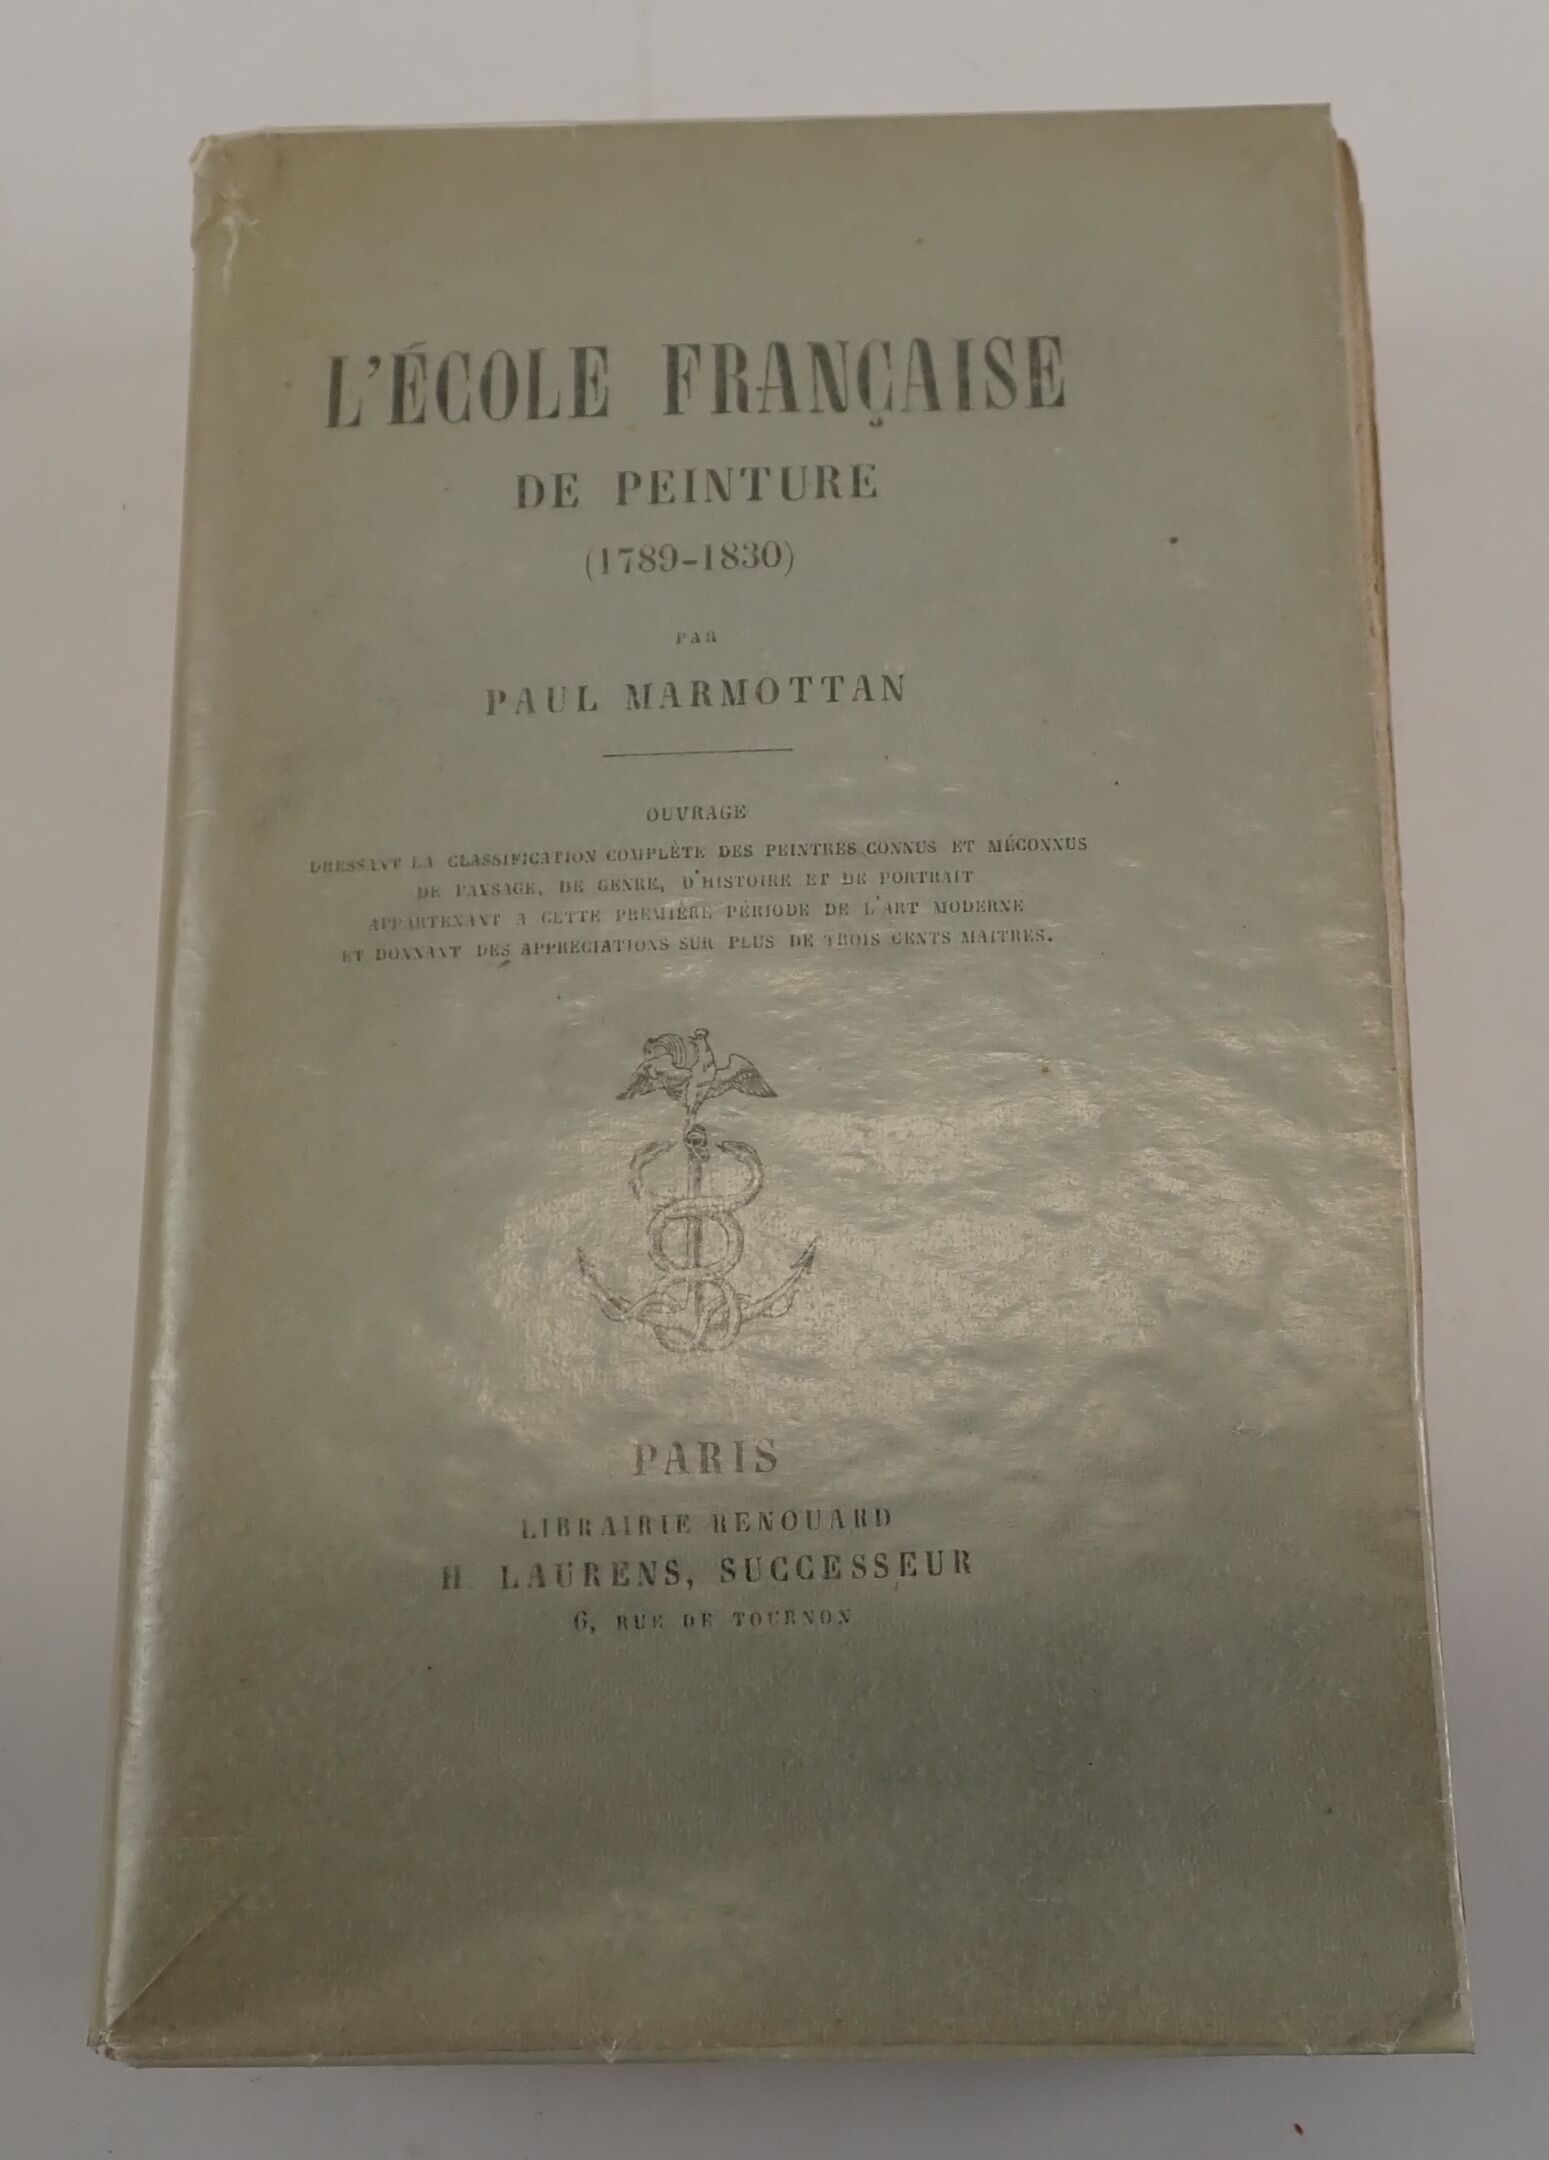 L'ÉCOLE FRANÇAISE
DE PEINTURE
(1789-1830)
PAR
PAUL MARMOTTAN
OUVRAGE
DRESSANT LA CLASSIFICATION COMPLÈTE DES PEINTRES CONNUS ET MÉCONNUS
DE PAYSAGE, DE GENRE, D'HISTOIRE ET DE PORTRAIT
APPARTENANT A CETTE PREMIÈRE PÉRIODE DE L'ART MODERNE
ET DONNANT DES APPRÉCIATIONS SUR PLUS DE TROIS CENTS MAITRES.
PARIS
LIBRAIRIE RENOUARD
H. LAURENS, SUCCESSEUR
6, RUE DE TOURNON